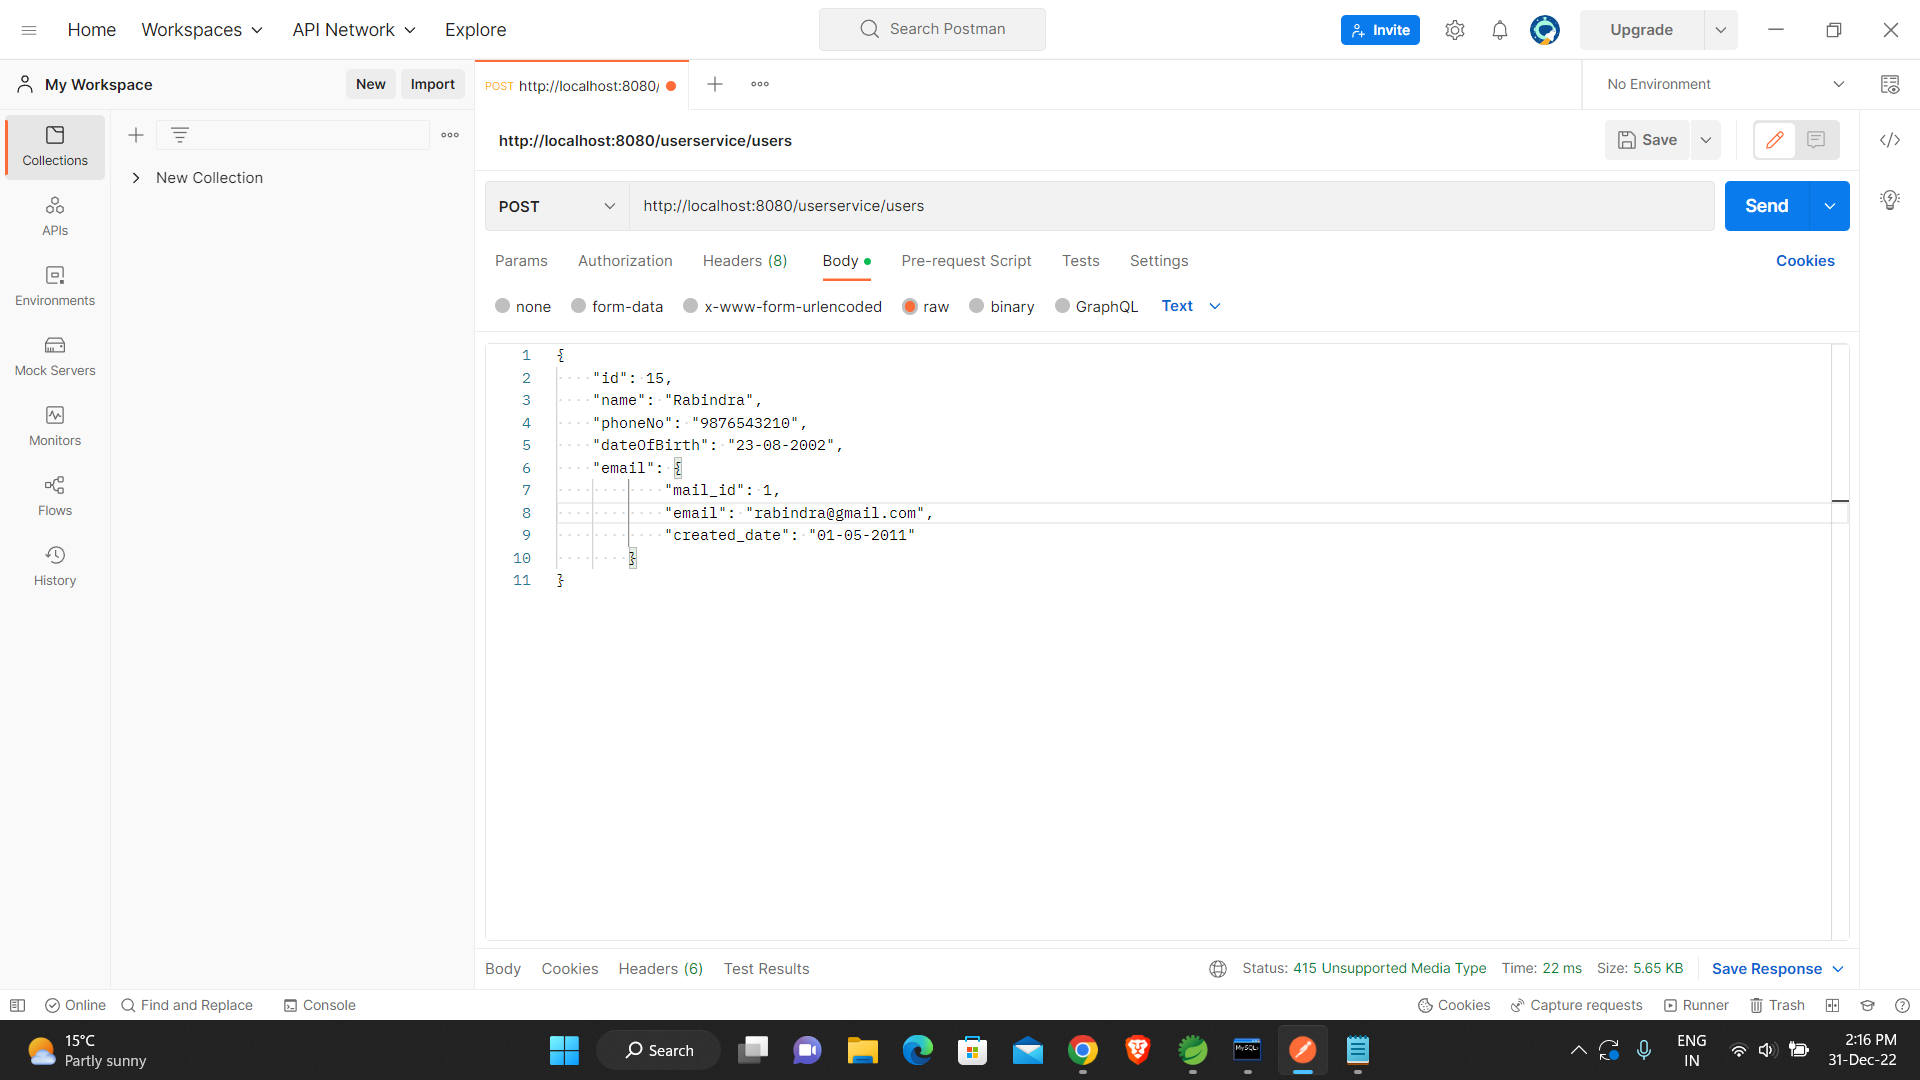 Home Workspaces API Network Explore Search Postman Invite Upgrade
My Workspace New Import POST http://localhost:8080/ No Environment
Collections
APIs
Environments
Mock Servers
Monitors
Flows
History
New Collection
http://localhost:8080/userservice/users Save
POST http://localhost:8080/userservice/users Send
Params Authorization Headers (8) Body Pre-request Script Tests Settings Cookies
none form-data x-www-form-urlencoded raw binary GraphQL Text
1 {
2 "id": 15,
3 "name": "Rabindra",
4 "phoneNo": "9876543210",
5 "dateOfBirth": "23-08-2002",
6 "email": {
7 "mail_id": 1,
8 "email": "rabindra@gmail.com",
9 "created_date": "01-05-2011"
10 }
11 }
Body Cookies Headers (6) Test Results Status: 415 Unsupported Media Type Time: 22 ms Size: 5.65 KB Save Response
Online Find and Replace Console Cookies Capture requests Runner Trash
15°C
Partly sunny
Search
MySQL
ENG
IN
2:16 PM
31-Dec-22